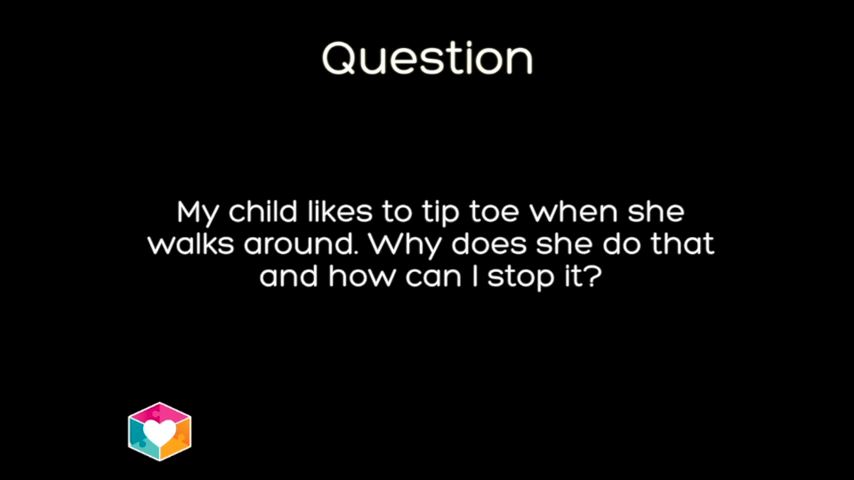 Question
My child likes to tip toe when she
walks around. Why does she do that
and how can I stop it?